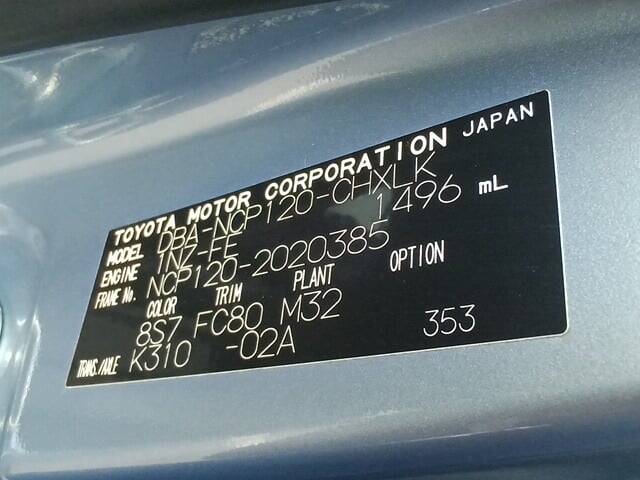 TOYOTA MOTOR CORPORATION JAPAN
MODEL DBA-NCP120-CHXLK
ENGINE 1NZ-FE 1496 mL
FRAME No. NCP120-2020385
COLOR TRIM PLANT OPTION
8S7 FC80 M32
TRANS./AXLE K310 -02A 353